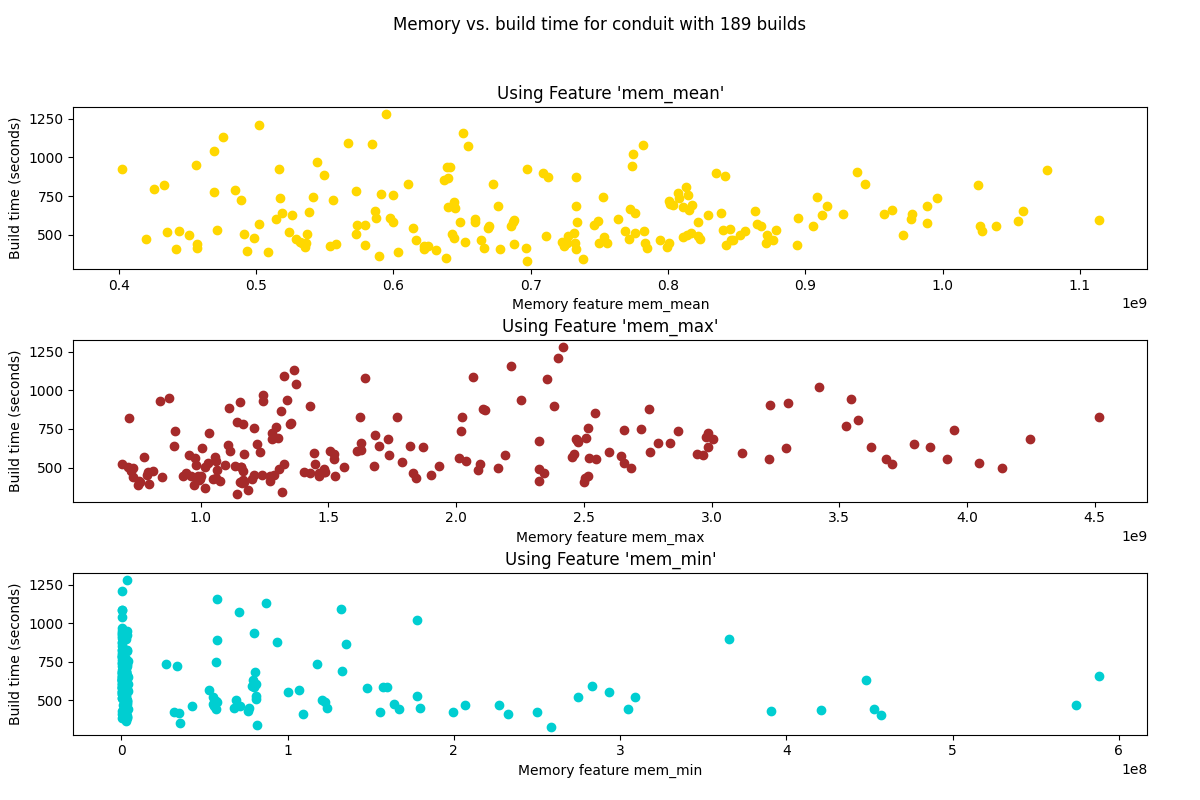 Memory vs. build time for conduit with 189 builds
Using Feature 'mem_mean'
Build time (seconds)
1250
1000
750
500
0.4 0.5 0.6 0.7 0.8 0.9 1.0 1.1
1e9
Memory feature mem_mean
Using Feature 'mem_max'
Build time (seconds)
1250
1000
750
500
1.0 1.5 2.0 2.5 3.0 3.5 4.0 4.5
1e9
Memory feature mem_max
Using Feature 'mem_min'
Build time (seconds)
1250
1000
750
500
0 1 2 3 4 5 6
1e8
Memory feature mem_min